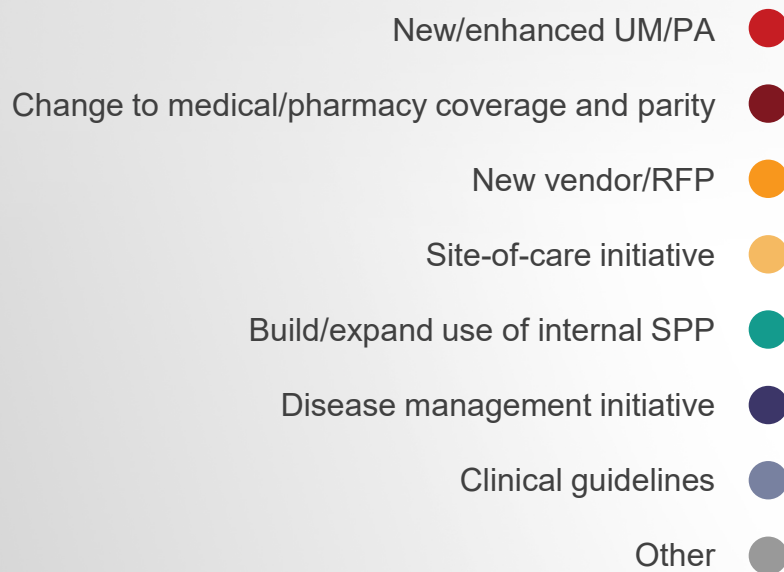 New/enhanced UM/PA
Change to medical/pharmacy coverage and parity
New vendor/RFP
Site-of-care initiative
Build/expand use of internal SPP
Disease management initiative
Clinical guidelines
Other